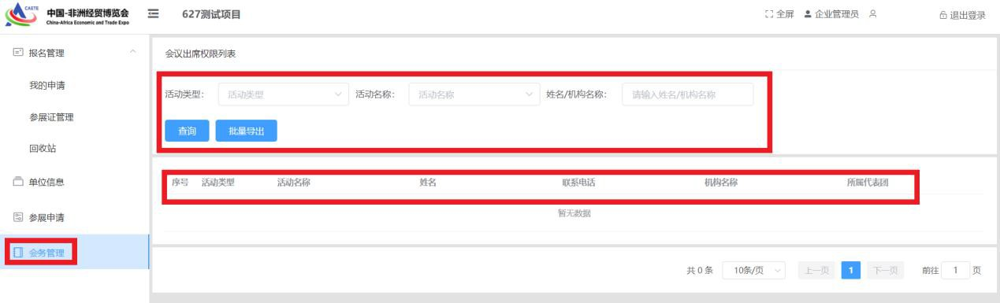 CAETE 中国-非洲经贸博览会 627测试项目 全屏 企业管理员 退出登录
China-Africa Economic and Trade Expo
报名管理
我的申请
参展证管理
回收站
单位信息
参展申请
会务管理
会议出席权限列表
活动类型: 活动类型 活动名称: 活动名称 姓名/机构名称: 请输入姓名/机构名称
查询 批量导出
序号 活动类型 活动名称 姓名 联系电话 机构名称 所属代表团
暂无数据
共 0 条 10条/页 上一页 1 下一页 前往 1 页